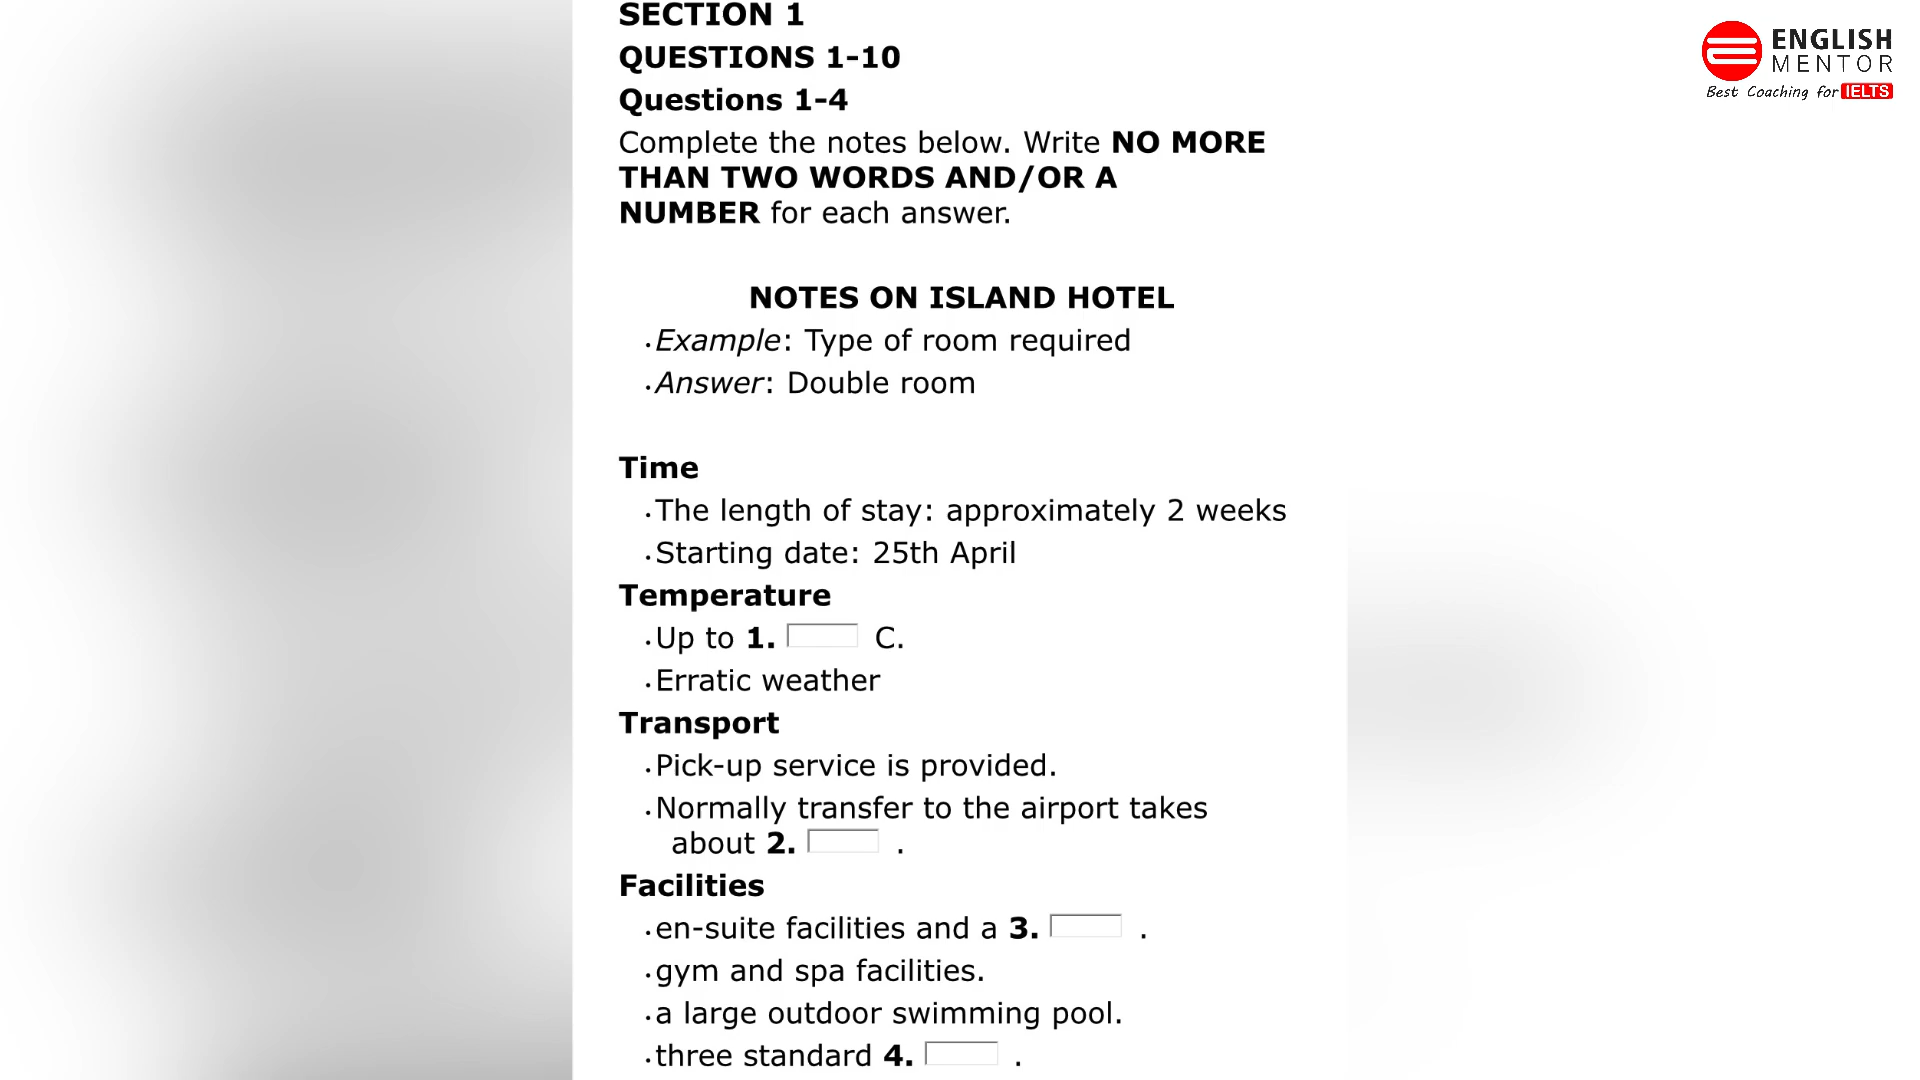 SECTION 1
QUESTIONS 1-10
Questions 1-4
Complete the notes below. Write NO MORE
THAN TWO WORDS AND/OR A
NUMBER for each answer.
NOTES ON ISLAND HOTEL
·Example: Type of room required
·Answer: Double room
Time
·The length of stay: approximately 2 weeks
·Starting date: 25th April
Temperature
·Up to 1. C.
·Erratic weather
Transport
·Pick-up service is provided.
·Normally transfer to the airport takes
about 2. .
Facilities
·en-suite facilities and a 3. .
·gym and spa facilities.
·a large outdoor swimming pool.
·three standard 4. .
ENGLISH
MENTOR
Best Coaching for IELTS